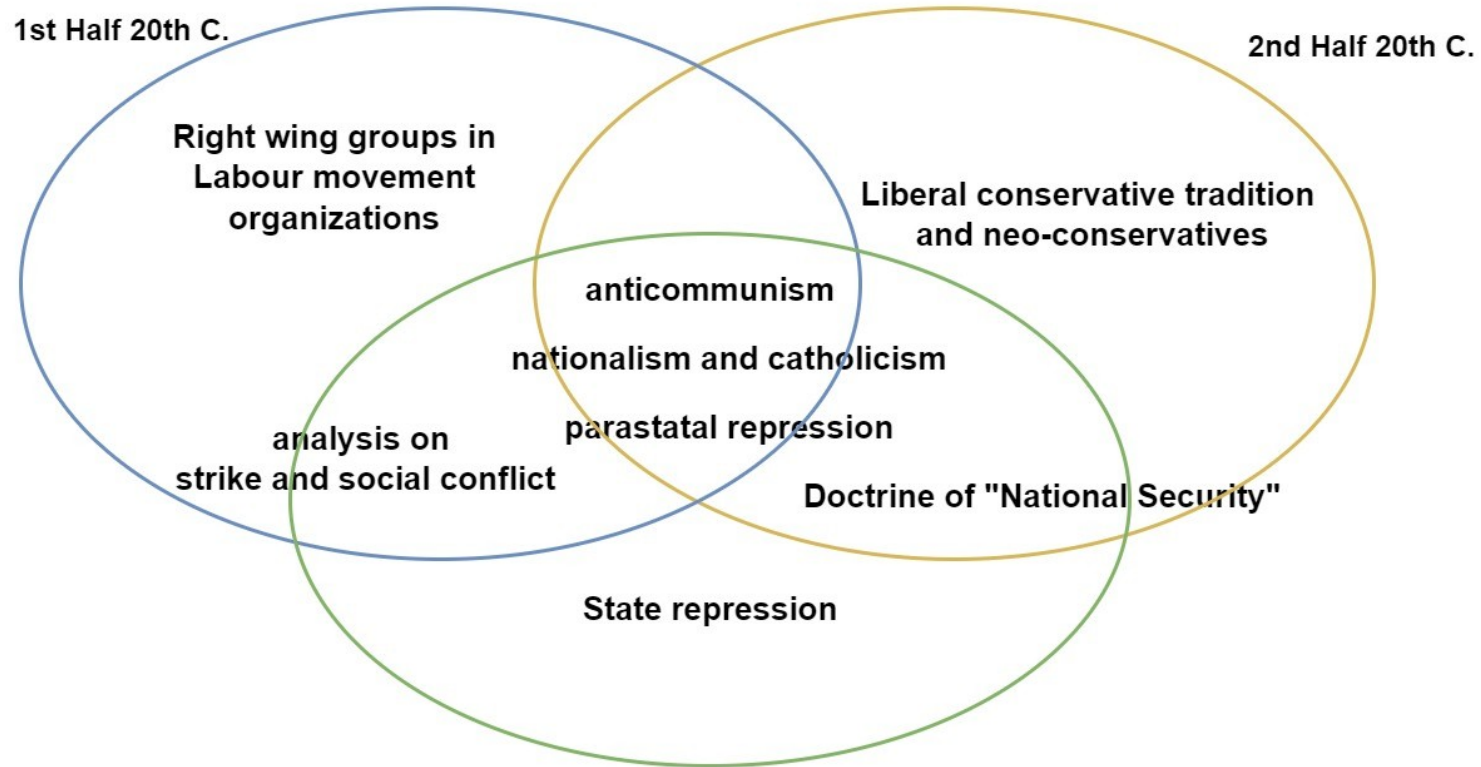 1st Half 20th C.
2nd Half 20th C.
Right wing groups in
Labour movement
organizations
Liberal conservative tradition
and neo-conservatives
anticommunism
nationalism and catholicism
parastatal repression
analysis on
strike and social conflict
Doctrine of "National Security"
State repression